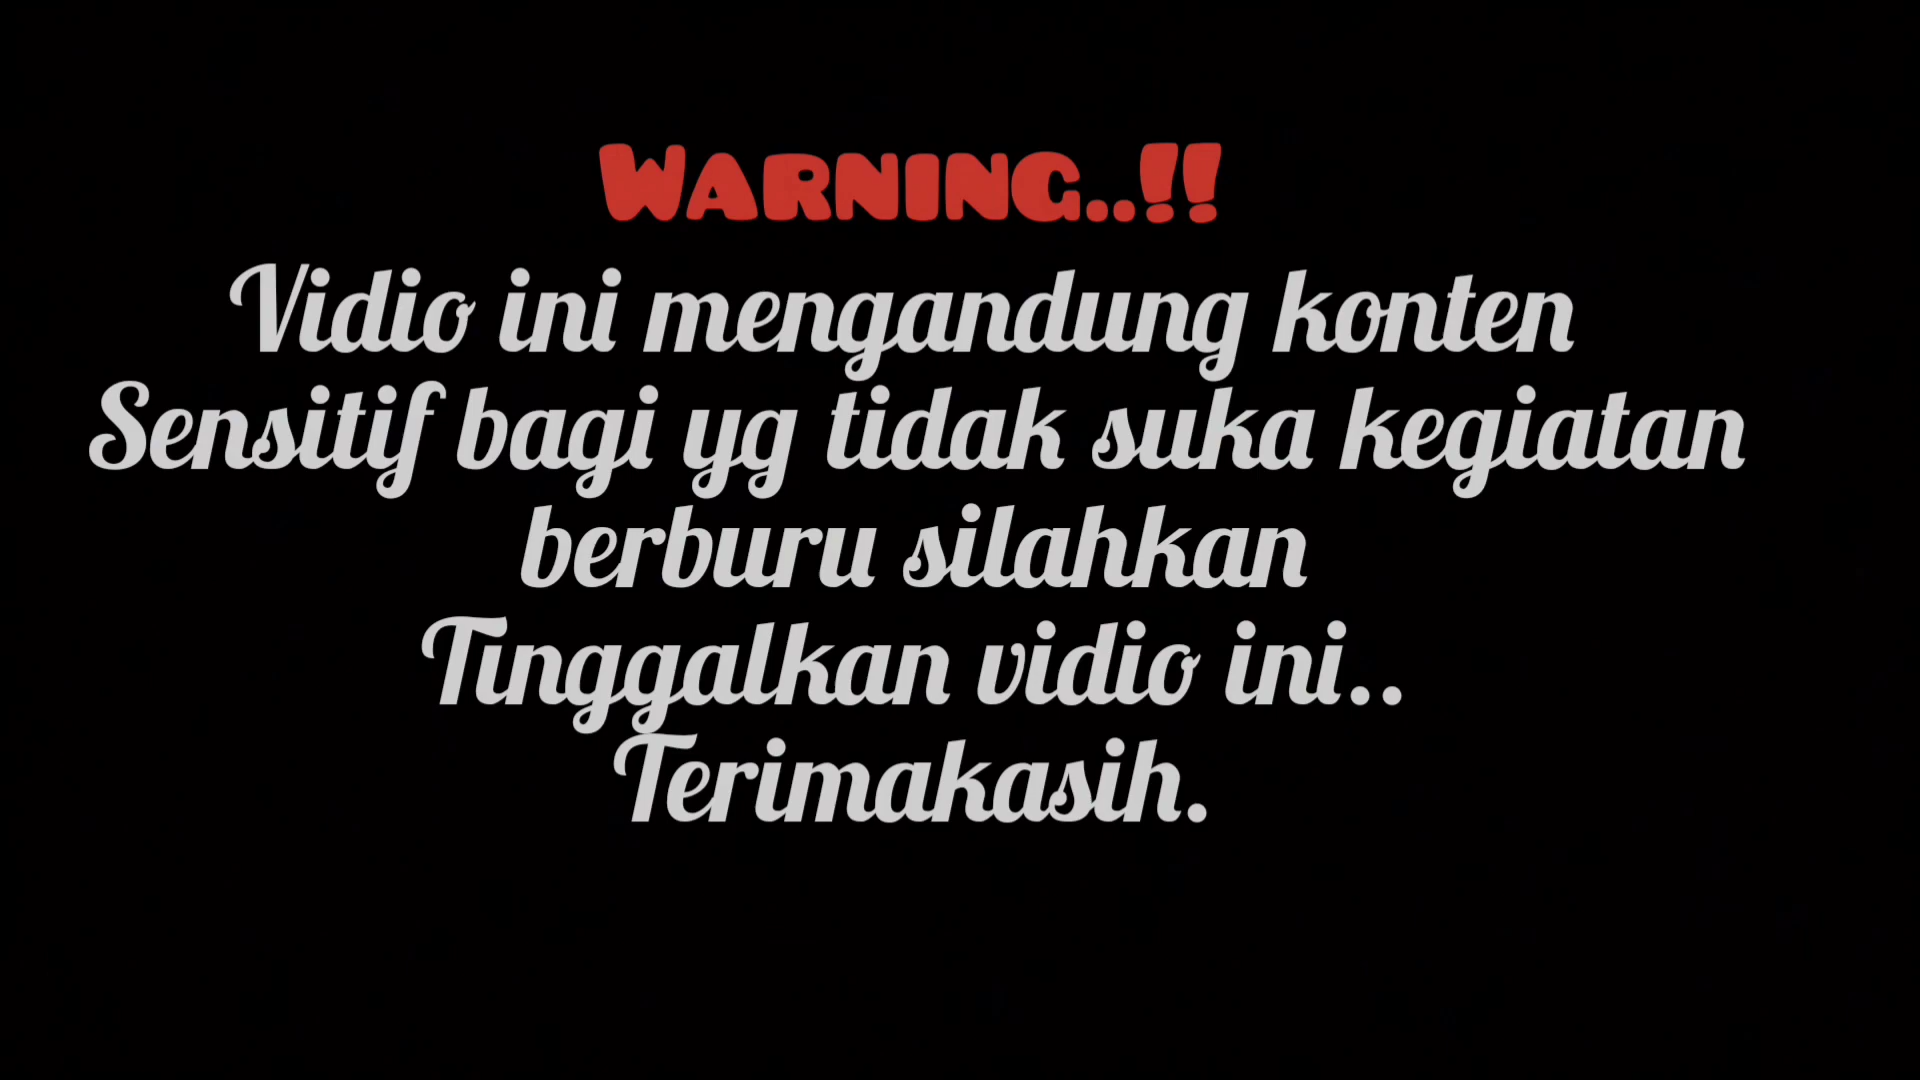 WARNING..!!
Vidio ini mengandung konten
Sensitif bagi yg tidak suka kegiatan
berburu silahkan
Tinggalkan vidio ini..
Terimakasih.